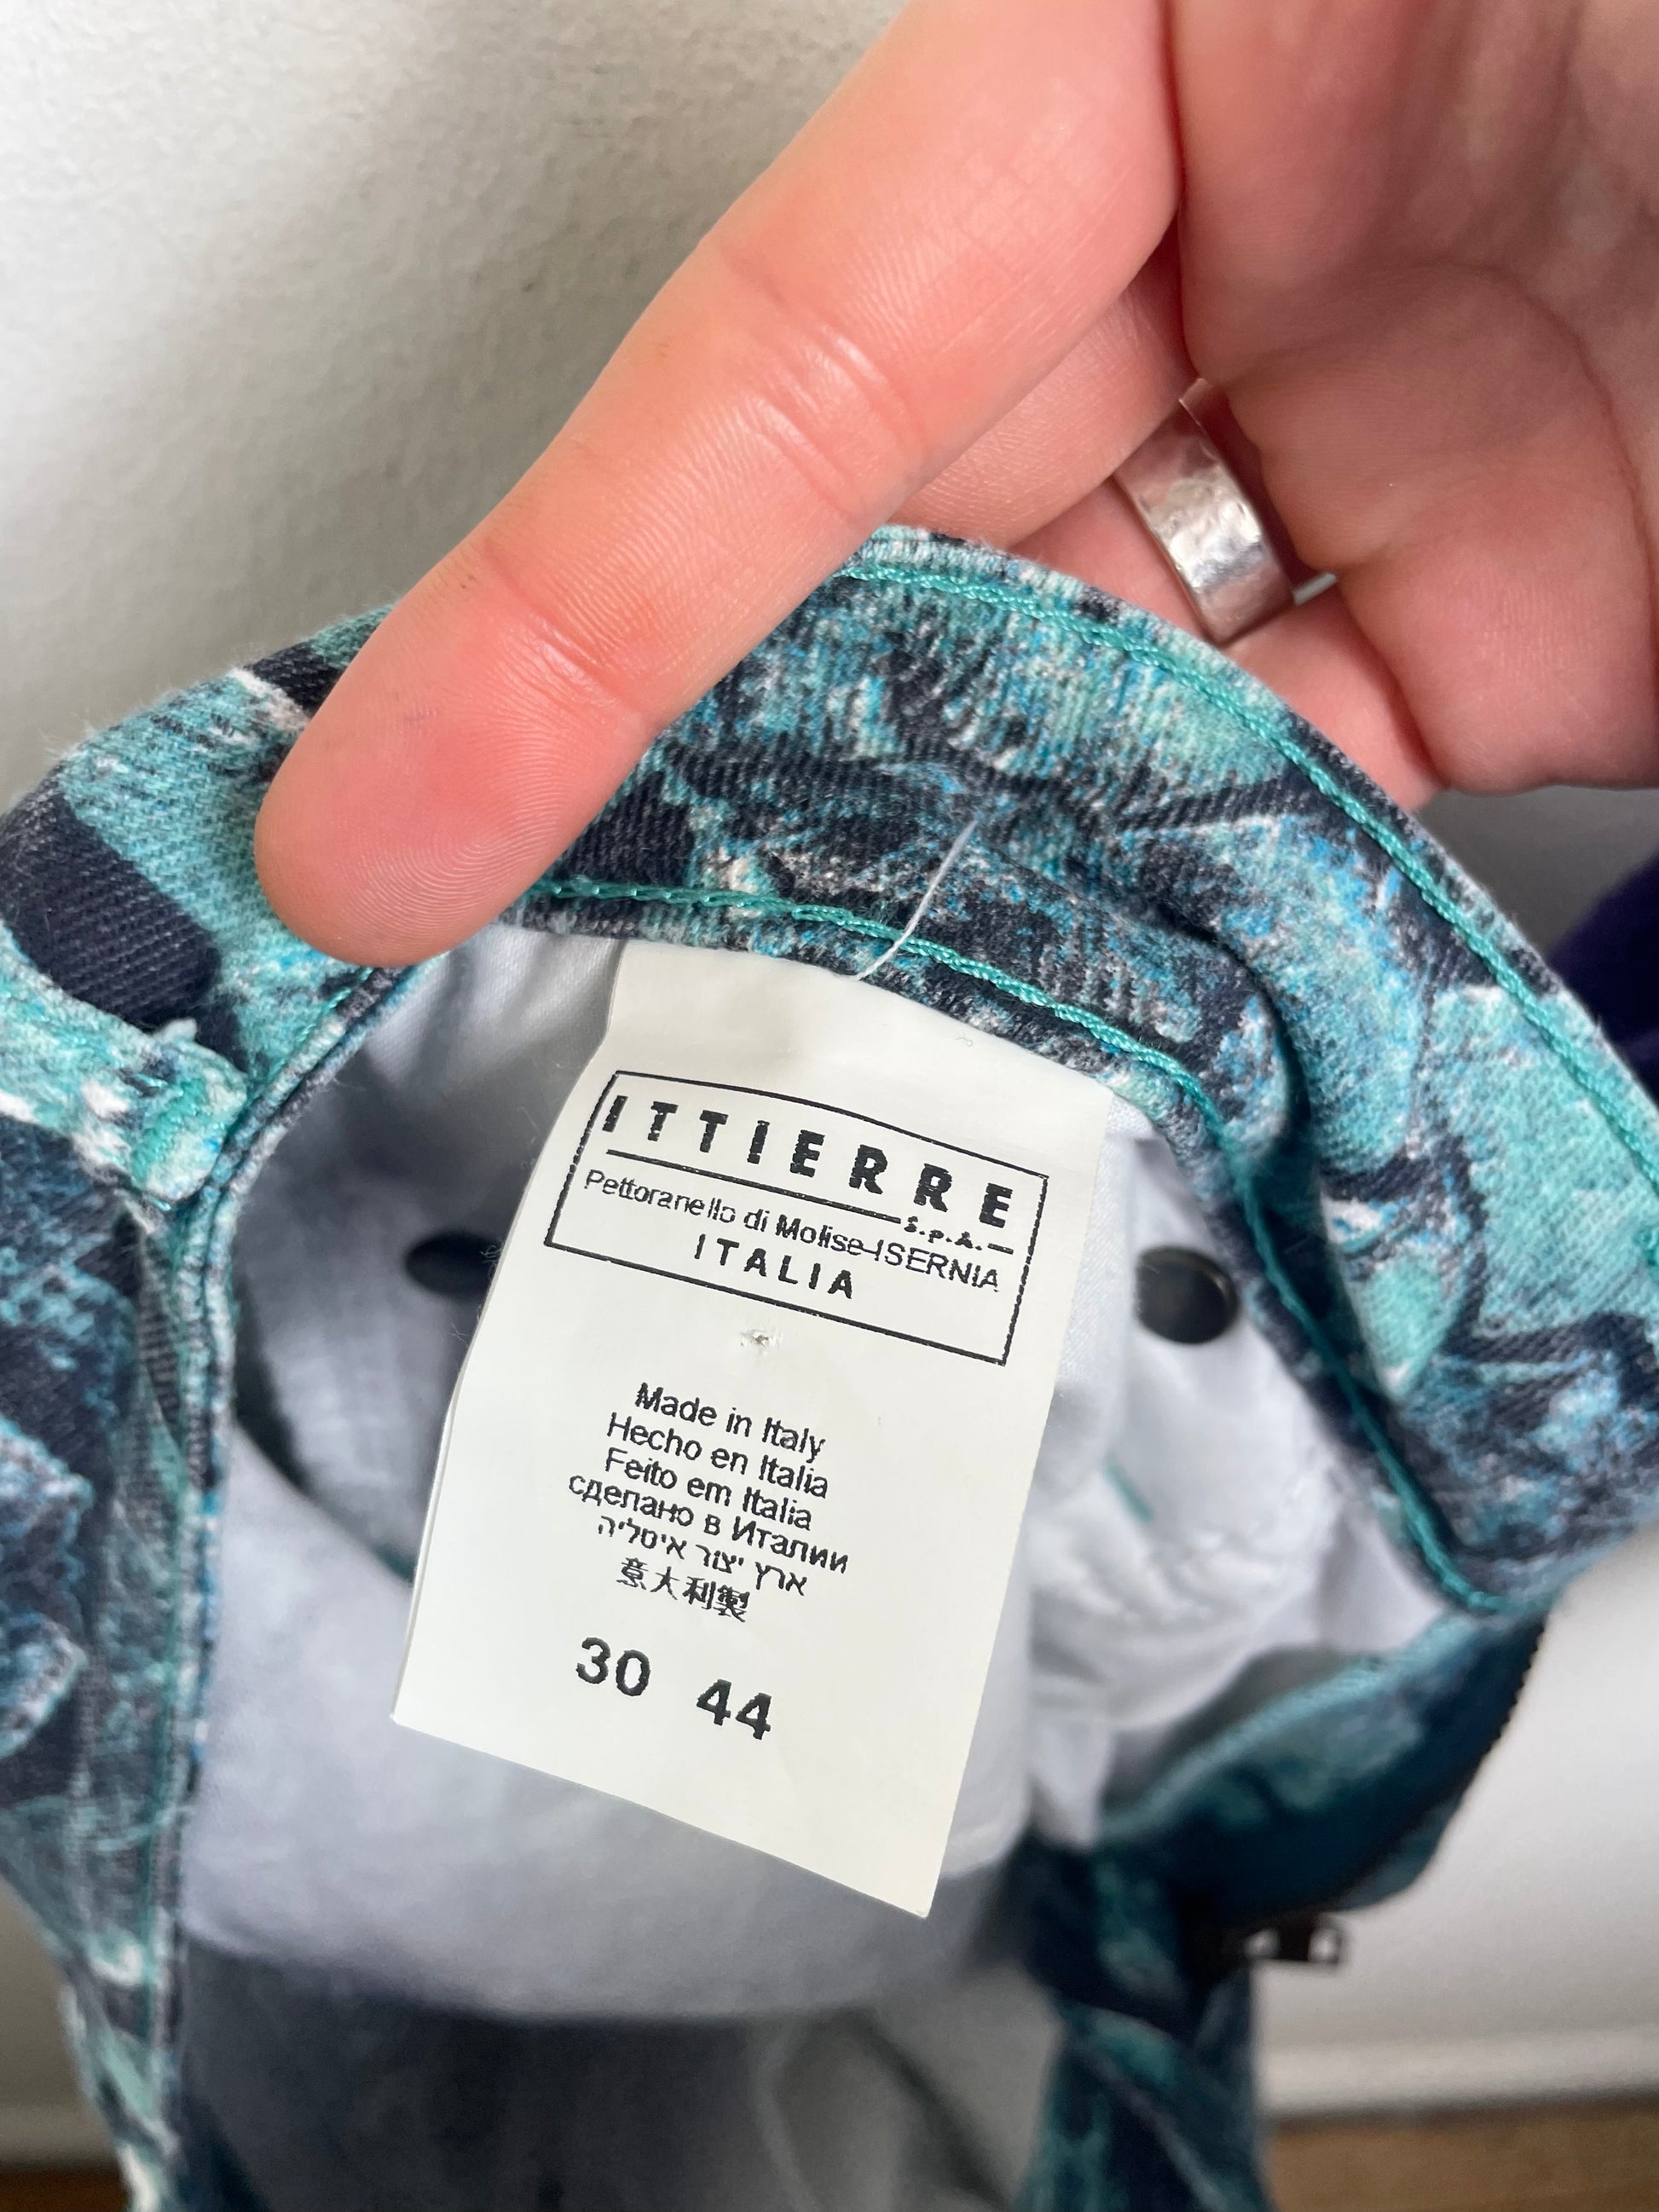 ITTIERRE
S.p.A.
Pettoranello di Molise-ISERNIA
ITALIA
Made in Italy
Hecho en Italia
Feito em Italia
сделано в Италии
ארץ יצור איטליה
意大利製
30 44